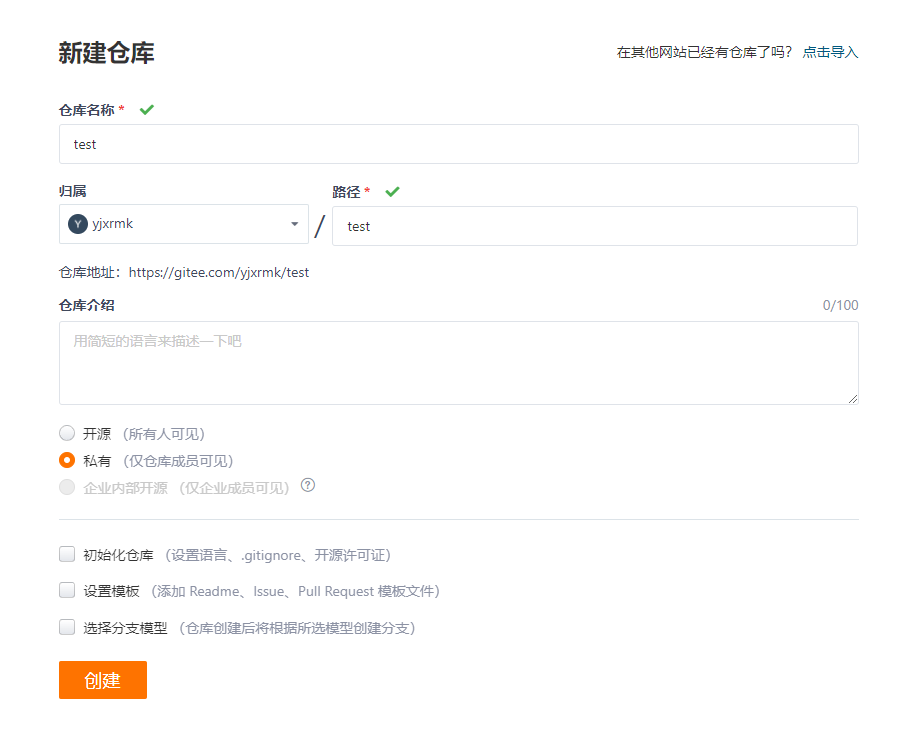 新建仓库
在其他网站已经有仓库了吗? 点击导入
仓库名称 *
test
归属
路径 *
Y yjxrmk
/
test
仓库地址：https://gitee.com/yjxrmk/test
仓库介绍
0/100
用简短的语言来描述一下吧
开源 （所有人可见）
私有 （仅仓库成员可见）
企业内部开源 （仅企业成员可见） ?
初始化仓库 （设置语言、.gitignore、开源许可证）
设置模板 （添加 Readme、Issue、Pull Request 模板文件）
选择分支模型 （仓库创建后将根据所选模型创建分支）
创建